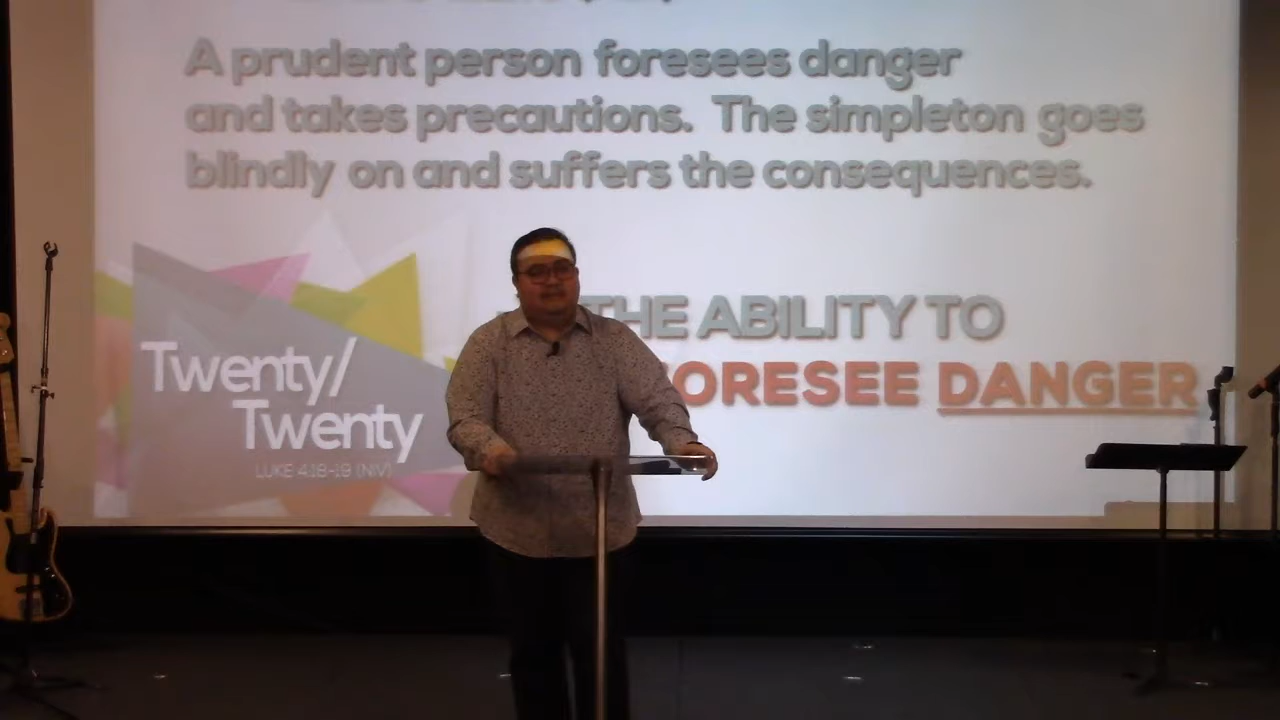 A prudent person foresees danger
and takes precautions. The simpleton goes
blindly on and suffers the consequences.
THE ABILITY TO
FORESEE DANGER
Twenty/
Twenty
LUKE 4:18-19 (NIV)